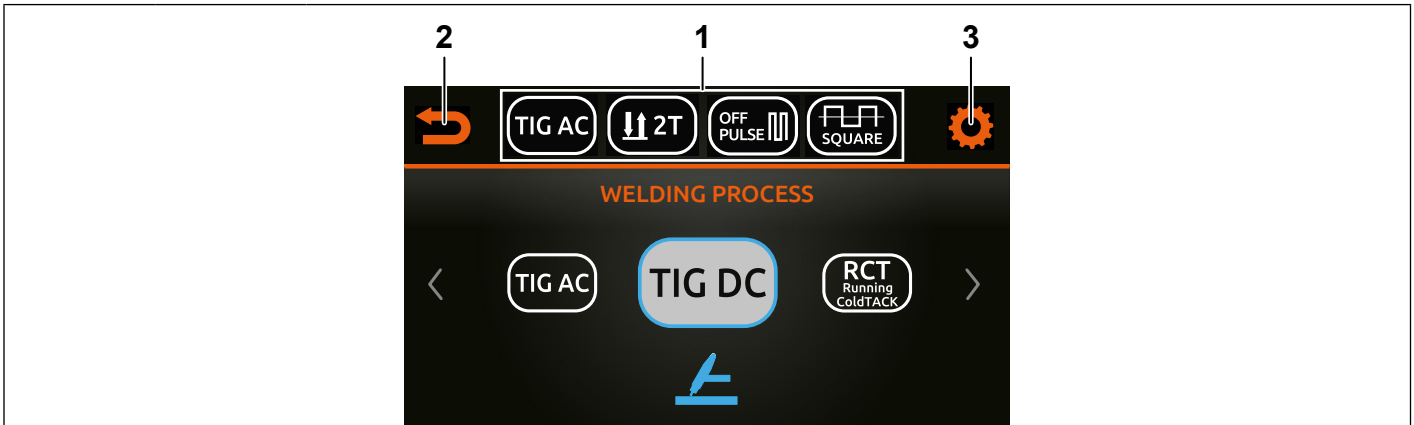 2 1 3
TIG AC 2T OFF PULSE SQUARE
WELDING PROCESS
TIG AC TIG DC RCT Running ColdTACK